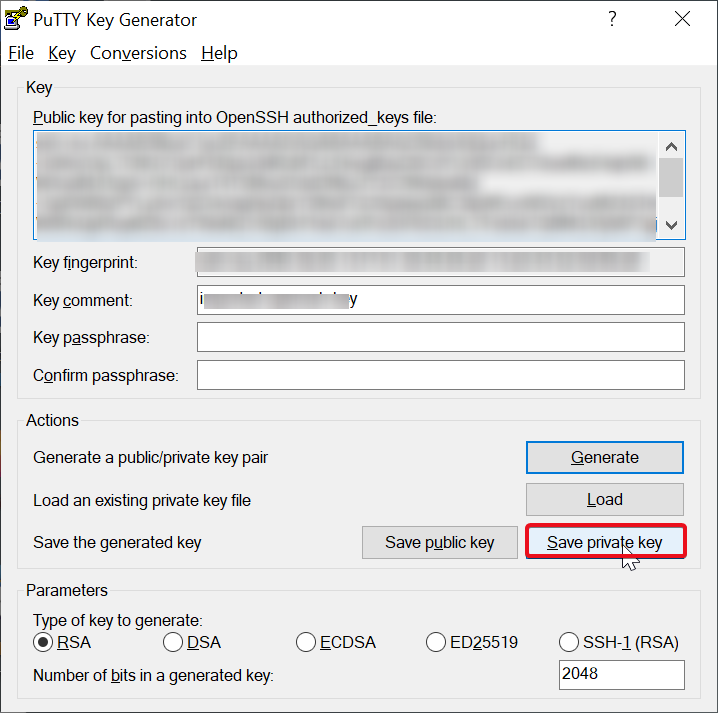 PuTTY Key Generator
?
File Key Conversions Help
Key
Public key for pasting into OpenSSH authorized_keys file:
Key fingerprint:
Key comment:
Key passphrase:
Confirm passphrase:
Actions
Generate a public/private key pair
Generate
Load an existing private key file
Load
Save the generated key
Save public key
Save private key
Parameters
Type of key to generate:
RSA DSA ECDSA ED25519 SSH-1 (RSA)
Number of bits in a generated key:
2048